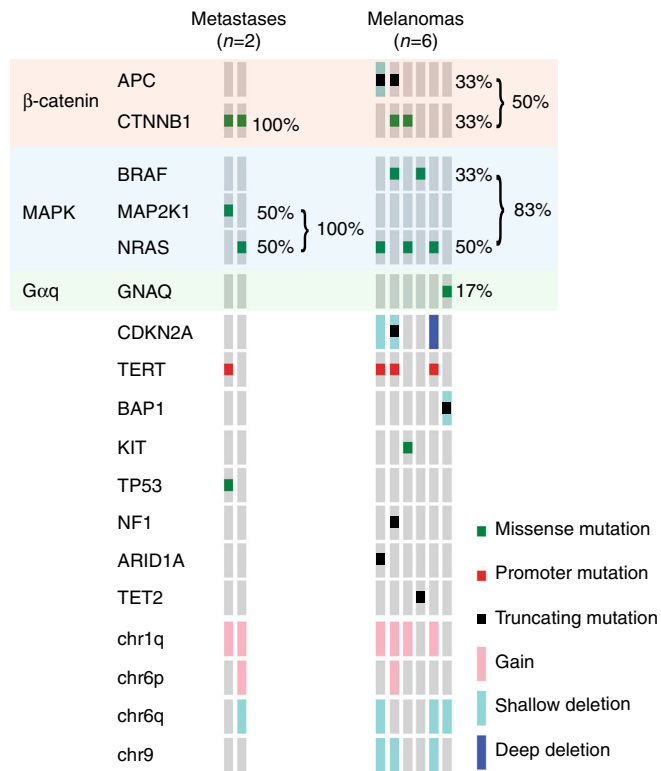 Metastases Melanomas
(n=2) (n=6)
β-catenin
APC 33%
50%
CTNNB1 100% 33%
BRAF 33%
MAPK MAP2K1 50% 100% 83%
NRAS 50% 50%
Gαq GNAQ 17%
CDKN2A
TERT
BAP1
KIT
TP53
NF1
ARID1A
TET2
chr1q
chr6p
chr6q
chr9
Missense mutation
Promoter mutation
Truncating mutation
Gain
Shallow deletion
Deep deletion